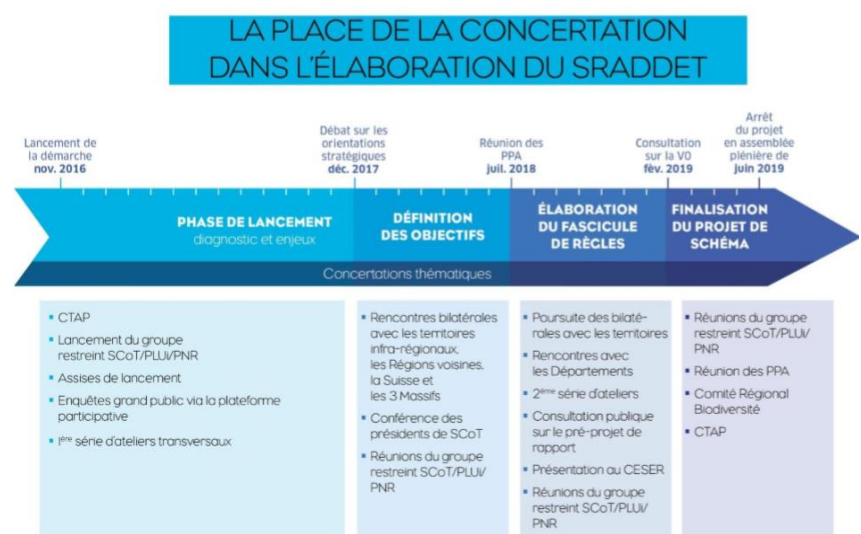 LA PLACE DE LA CONCERTATION
DANS L'ÉLABORATION DU SRADDET
Lancement de
la démarche
nov. 2016
Débat sur les
orientations
stratégiques
déc. 2017
Réunion des
PPA
juil. 2018
Consultation
sur la V0
fév. 2019
Arrêt
du projet
en assemblée
plénière de
juin 2019
PHASE DE LANCEMENT
diagnostic et enjeux
DÉFINITION
DES OBJECTIFS
ÉLABORATION
DU FASCICULE
DE RÈGLES
FINALISATION
DU PROJET DE
SCHÉMA
Concertations thématiques
▪ CTAP
▪ Lancement du groupe
restreint SCoT/PLUi/PNR
▪ Assises de lancement
▪ Enquêtes grand public via la plateforme
participative
▪ 1ère série d'ateliers transversaux
▪ Rencontres bilatérales
avec les territoires
infra-régionaux,
les Régions voisines,
la Suisse et
les 3 Massifs
▪ Conférence des
présidents de SCoT
▪ Réunions du groupe
restreint SCoT/PLUi/
PNR
▪ Poursuite des bilaté-
rales avec les territoires
▪ Rencontres avec
les Départements
▪ 2ème série d'ateliers
▪ Consultation publique
sur le pré-projet de
rapport
▪ Présentation au CESER
▪ Réunions du groupe
restreint SCoT/PLUi/
PNR
▪ Réunions du groupe
restreint SCoT/PLUi/
PNR
▪ Réunion des PPA
▪ Comité Régional
Biodiversité
▪ CTAP